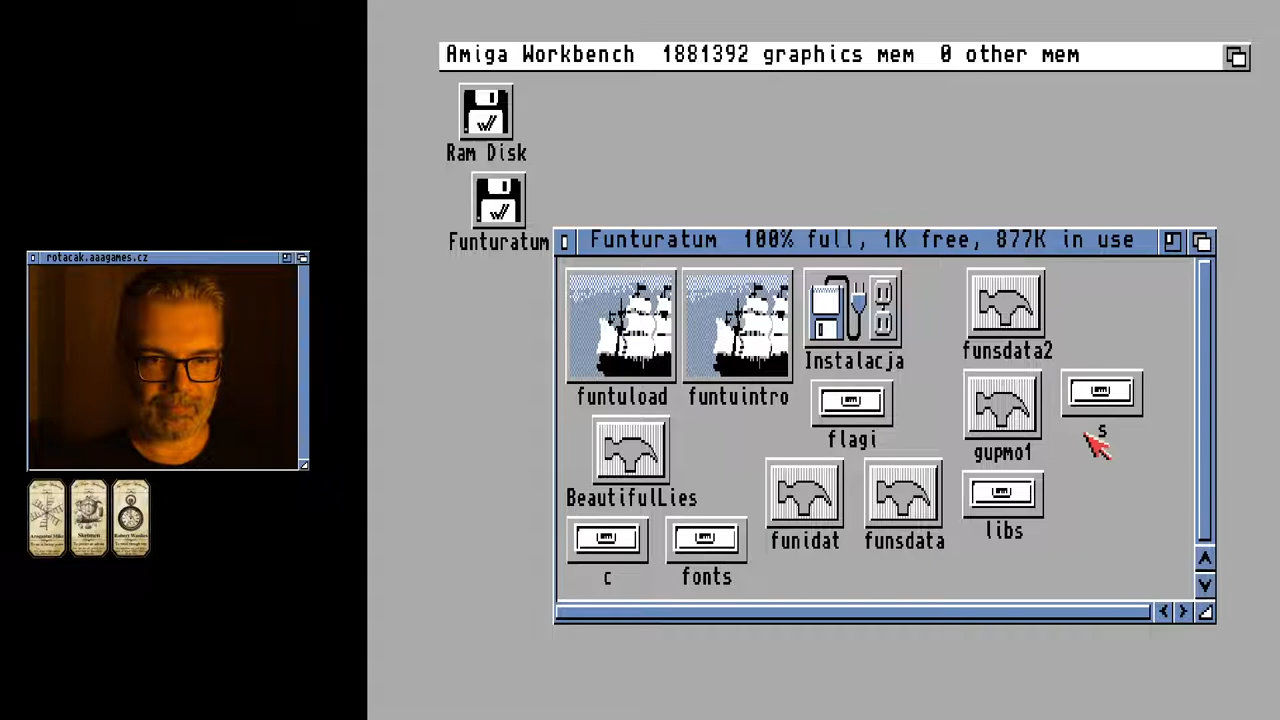 Amiga Workbench  1881392 graphics mem  0 other mem
Ram Disk
Funturatum
Funturatum  100% full, 1K free, 877K in use
rotacak.aaagames.cz
funtuload
funtuintro
Instalacja
funsdata2
flagi
s
gupmo1
BeautifulLies
funidat
funsdata
libs
c
fonts